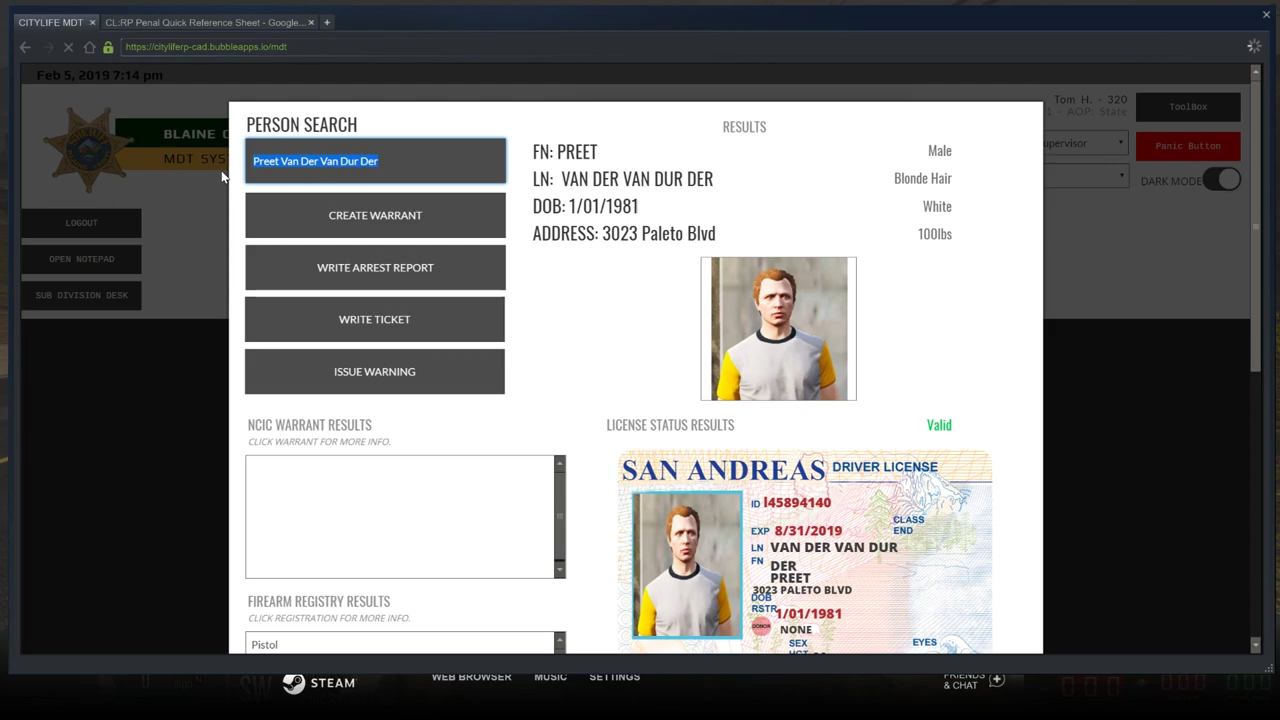 CITYLIFE MDT
CL:RP Penal Quick Reference Sheet - Google...
https://cityliferp-cad.bubbleapps.io/mdt
Feb 5, 2019 7:14 pm
BLAINE
MDT SYS
Tom H. - 320
- AOP: State
ToolBox
upervisor
Panic Button
DARK MODE
LOGOUT
OPEN NOTEPAD
SUB DIVISION DESK
PERSON SEARCH
Preet Van Der Van Dur Der
CREATE WARRANT
WRITE ARREST REPORT
WRITE TICKET
ISSUE WARNING
RESULTS
FN: PREET
Male
LN: VAN DER VAN DUR DER
Blonde Hair
DOB: 1/01/1981
White
ADDRESS: 3023 Paleto Blvd
100lbs
NCIC WARRANT RESULTS
CLICK WARRANT FOR MORE INFO.
FIREARM REGISTRY RESULTS
CLICK REGISTRATION FOR MORE INFO.
Pistol
LICENSE STATUS RESULTS
Valid
SAN ANDREAS DRIVER LICENSE
ID I45894140
EXP 8/31/2019
CLASS
END
LN VAN DER VAN DUR
DER
FN PREET
3023 PALETO BLVD
DOB 1/01/1981
RSTR NONE
DONOR
SEX
EYES
STEAM
WEB BROWSER
MUSIC
SETTINGS
FRIENDS
& CHAT